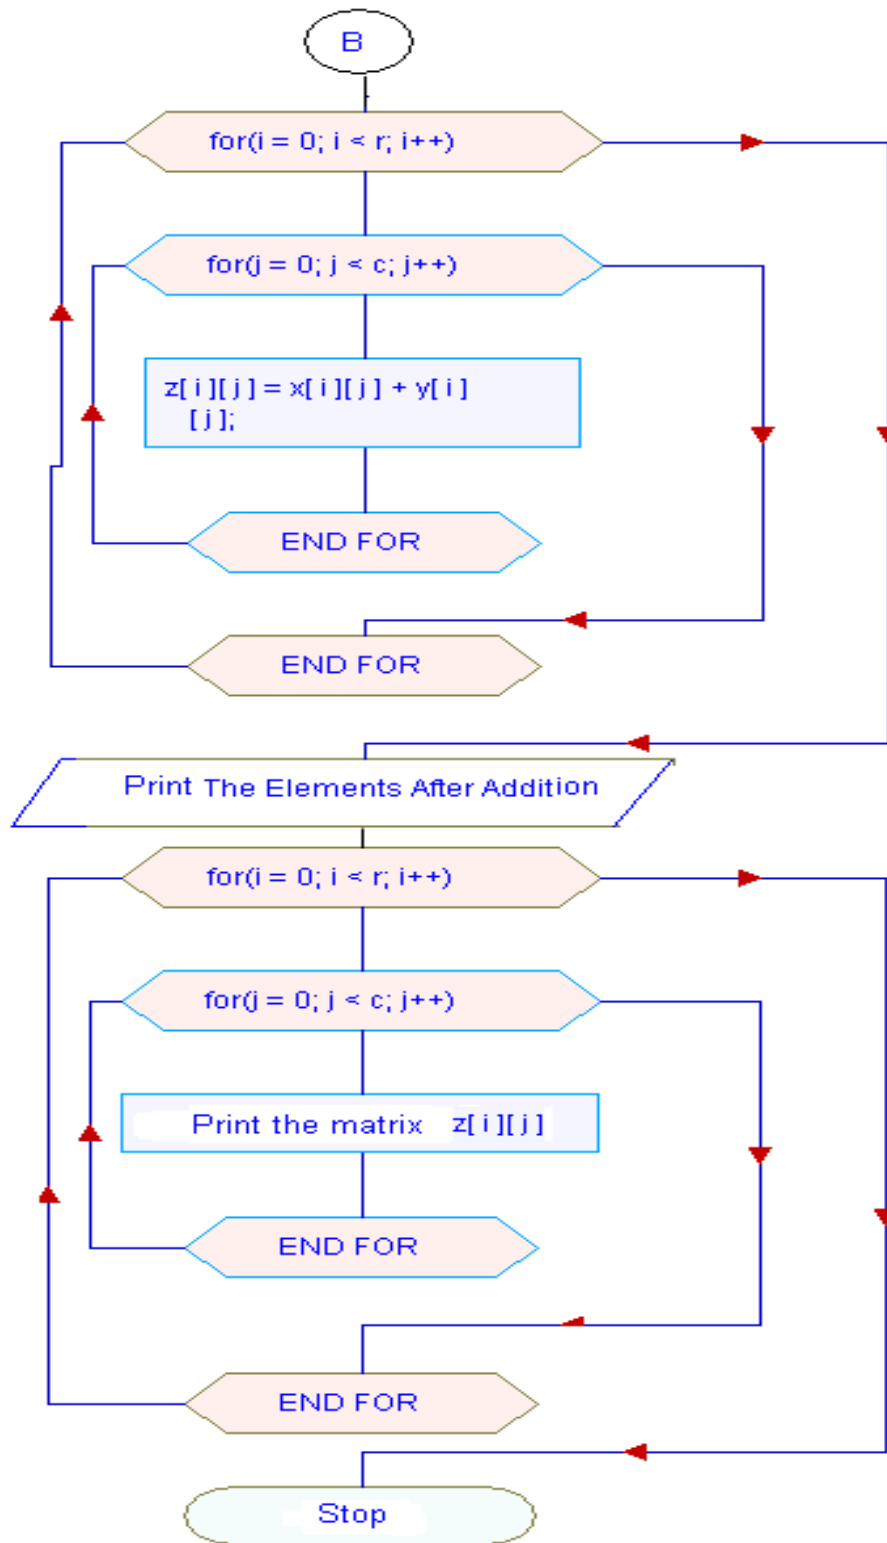 B
for(i = 0; i < r; i++)
for(j = 0; j < c; j++)
z[ i ][ j ] = x[ i ][ j ] + y[ i ]
[ j ];
END FOR
END FOR
Print The Elements After Addition
for(i = 0; i < r; i++)
for(j = 0; j < c; j++)
Print the matrix z[ i ][ j ]
END FOR
END FOR
Stop